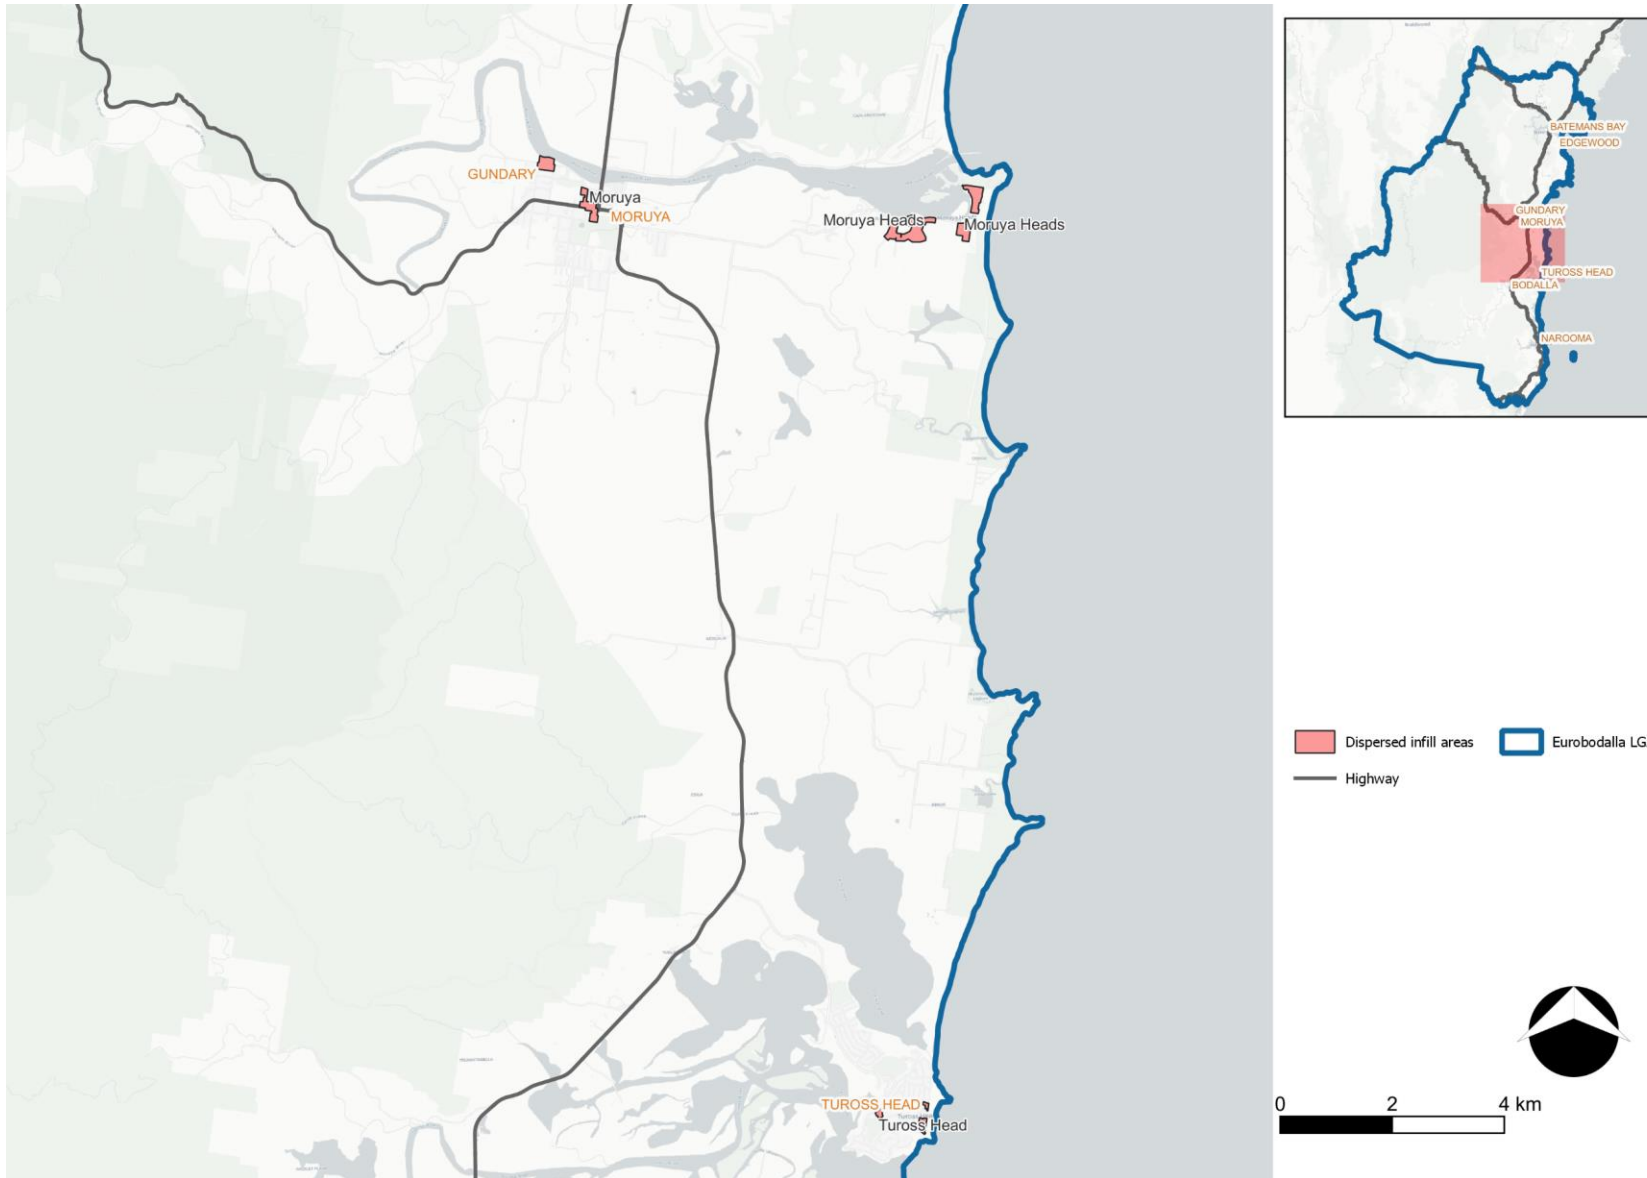 GUNDARY
Moruya
MORUYA
Moruya Heads
Moruya Heads
TUROSS HEAD
Tuross Head
BATEMANS BAY
EDGEWOOD
GUNDARY
MORUYA
TUROSS HEAD
BODALLA
NAROOMA
Dispersed infill areas
Eurobodalla LG
Highway
0 2 4 km